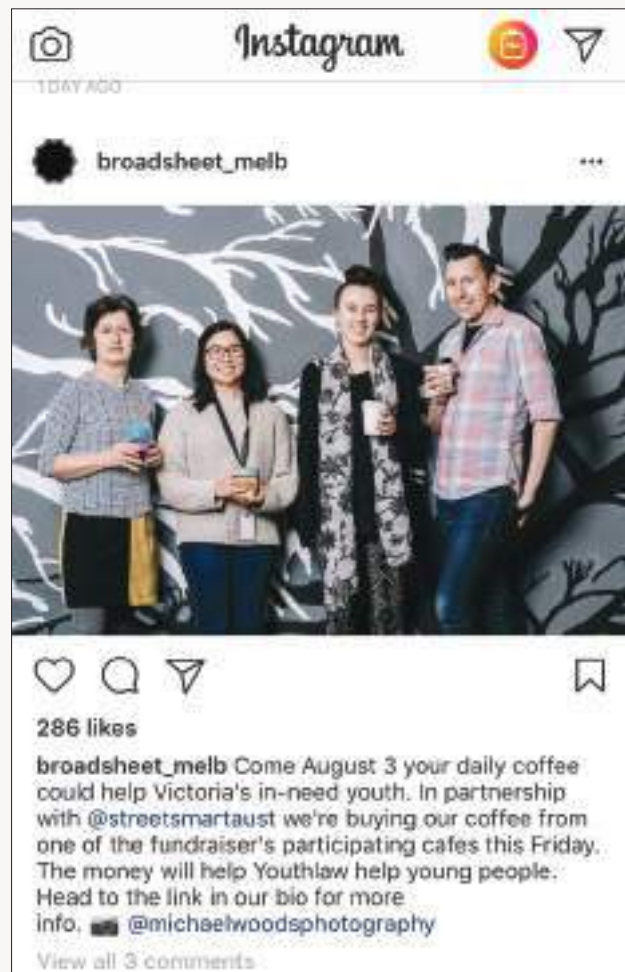 Instagram
1 DAY AGO
broadsheet_melb
286 likes
broadsheet_melb Come August 3 your daily coffee
could help Victoria's in-need youth. In partnership
with @streetsmartaust we're buying our coffee from
one of the fundraiser's participating cafes this Friday.
The money will help Youthlaw help young people.
Head to the link in our bio for more
info. 📷 @michaelwoodsphotography
View all 3 comments